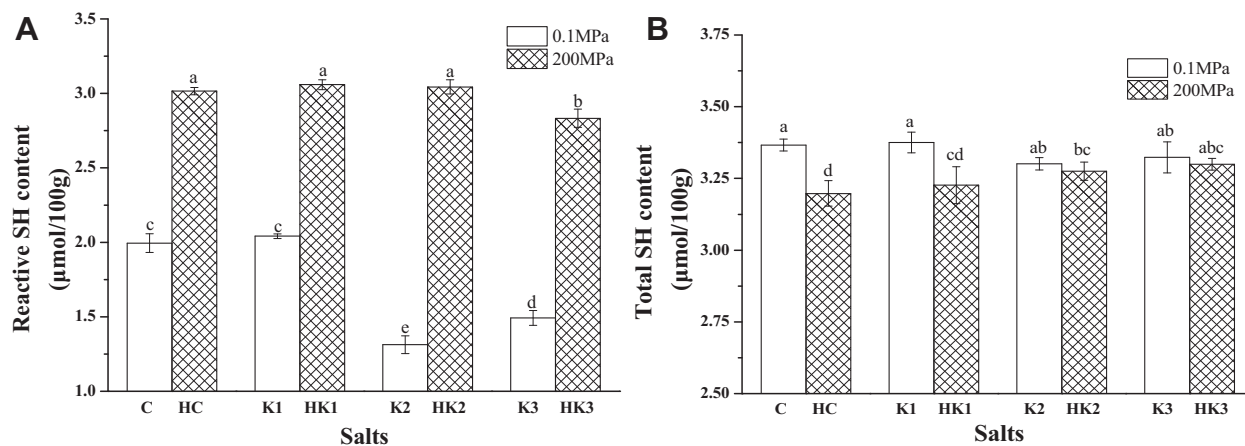 A
Reactive SH content
(μmol/100g)
3.5
3.0
2.5
2.0
1.5
1.0
0.1MPa
200MPa
c
a
c
a
e
a
d
b
C HC K1 HK1 K2 HK2 K3 HK3
Salts
B
Total SH content
(μmol/100g)
3.75
3.50
3.25
3.00
2.75
2.50
0.1MPa
200MPa
a
d
a
cd
ab
bc
ab
abc
C HC K1 HK1 K2 HK2 K3 HK3
Salts